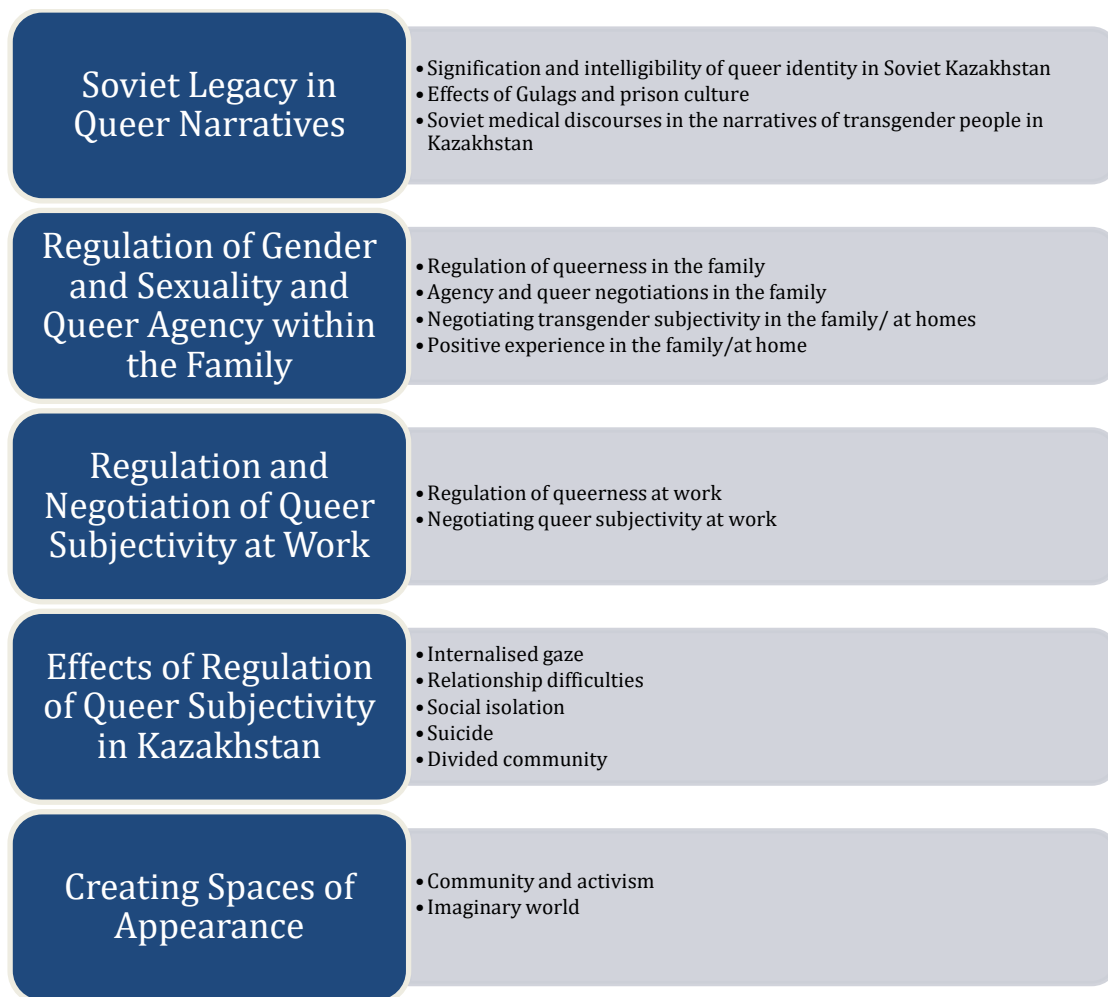 Soviet Legacy in
Queer Narratives
•Signification and intelligibility of queer identity in Soviet Kazakhstan
•Effects of Gulags and prison culture
•Soviet medical discourses in the narratives of transgender people in
Kazakhstan
Regulation of Gender
and Sexuality and
Queer Agency within
the Family
•Regulation of queerness in the family
•Agency and queer negotiations in the family
•Negotiating transgender subjectivity in the family/ at homes
•Positive experience in the family/at home
Regulation and
Negotiation of Queer
Subjectivity at Work
•Regulation of queerness at work
•Negotiating queer subjectivity at work
Effects of Regulation
of Queer Subjectivity
in Kazakhstan
•Internalised gaze
•Relationship difficulties
•Social isolation
•Suicide
•Divided community
Creating Spaces of
Appearance
•Community and activism
•Imaginary world